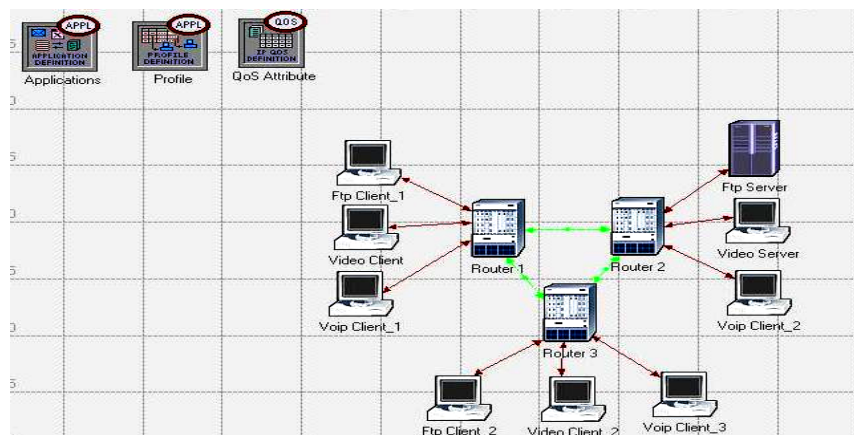 APPL
APPL
QOS
APPLICATION
DEFINITION
PROFILE
DEFINITION
IP QOS
DEFINITION
Applications
Profile
QoS Attribute
Ftp Client_1
Ftp Server
Video Client
Router 1
Router 2
Video Server
Voip Client_1
Voip Client_2
Router 3
Ftp Client_2
Video Client_2
Voip Client_3